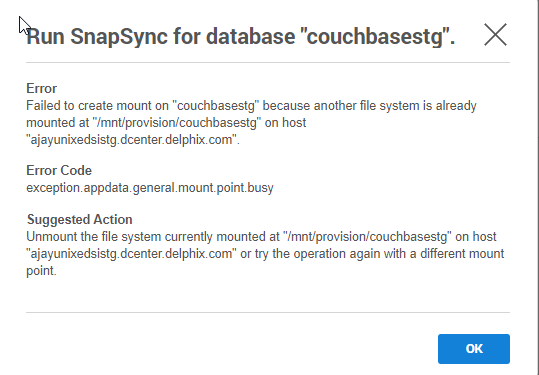 Run SnapSync for database "couchbasestg".
Error
Failed to create mount on "couchbasestg" because another file system is already
mounted at "/mnt/provision/couchbasestg" on host
"ajayunixedsistg.dcenter.delphix.com".
Error Code
exception.appdata.general.mount.point.busy
Suggested Action
Unmount the file system currently mounted at "/mnt/provision/couchbasestg" on host
"ajayunixedsistg.dcenter.delphix.com" or try the operation again with a different mount
point.
OK